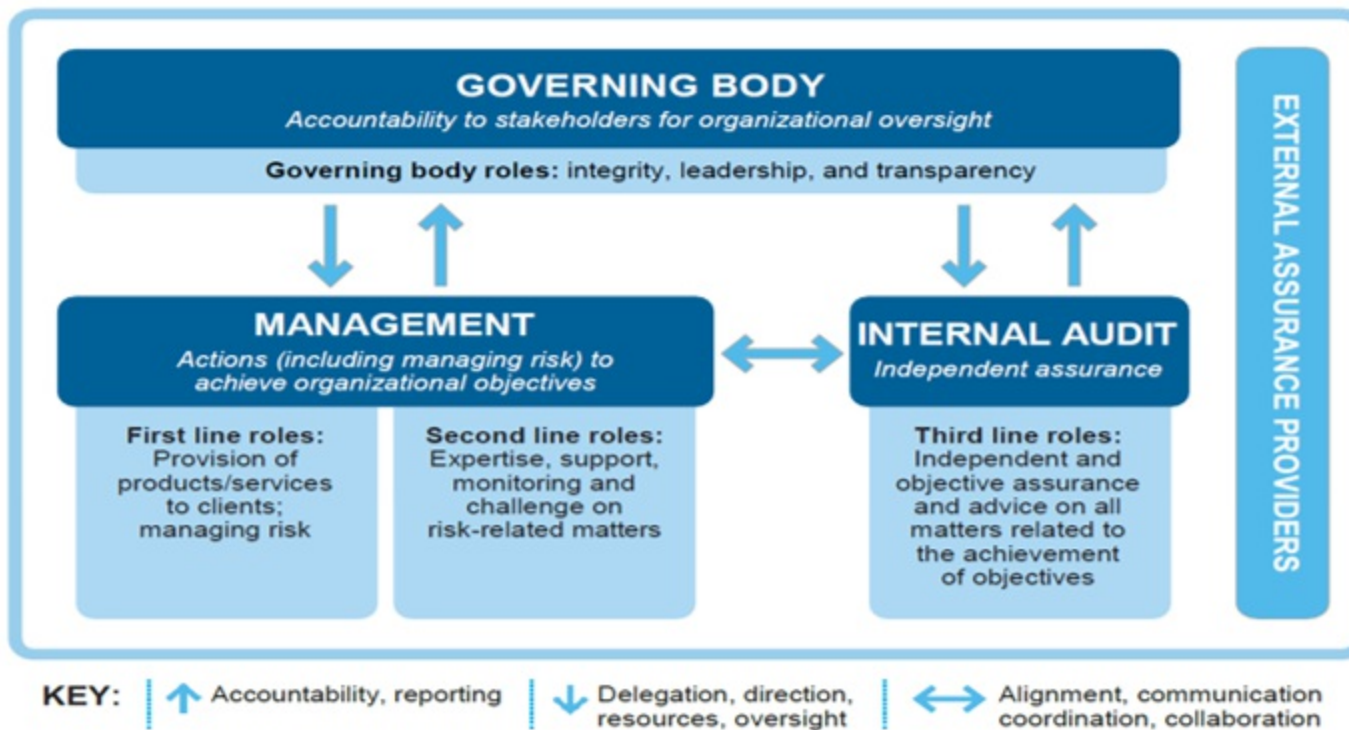 GOVERNING BODY
Accountability to stakeholders for organizational oversight
Governing body roles: integrity, leadership, and transparency
MANAGEMENT
Actions (including managing risk) to
achieve organizational objectives
First line roles:
Provision of
products/services
to clients;
managing risk
Second line roles:
Expertise, support,
monitoring and
challenge on
risk-related matters
INTERNAL AUDIT
Independent assurance
Third line roles:
Independent and
objective assurance
and advice on all
matters related to
the achievement
of objectives
EXTERNAL ASSURANCE PROVIDERS
KEY:
Accountability, reporting
Delegation, direction,
resources, oversight
Alignment, communication
coordination, collaboration